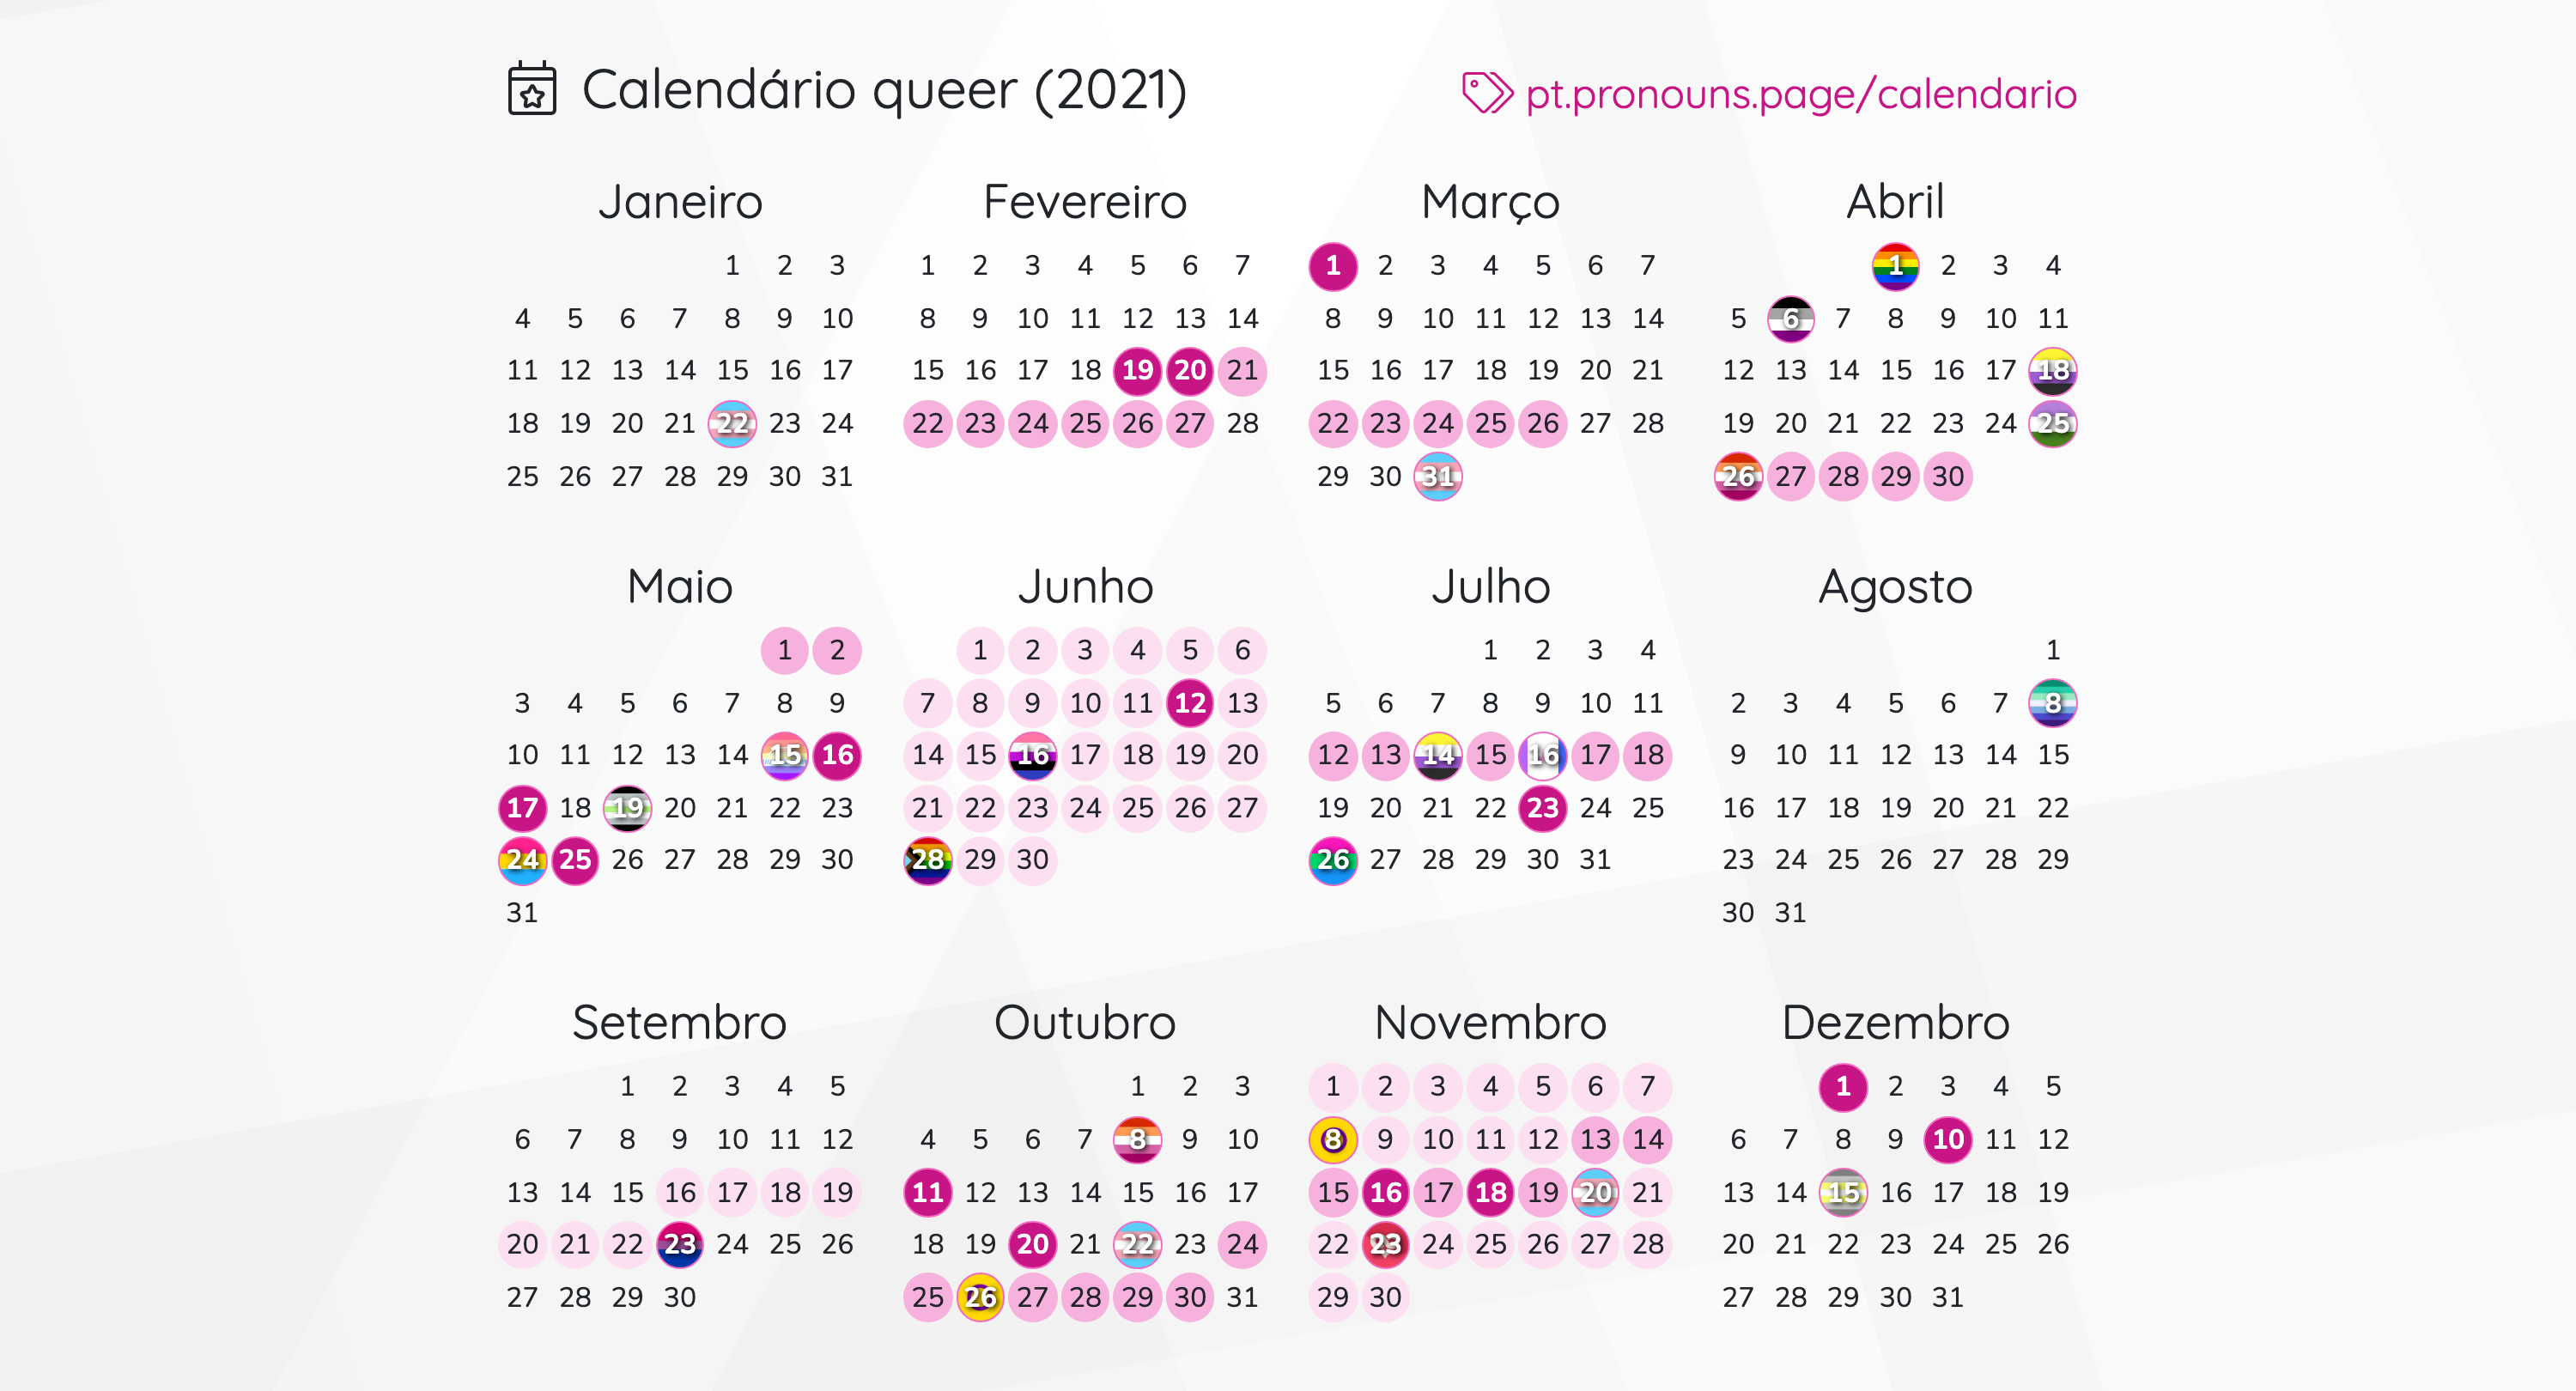 Calendário queer (2021)
pt.pronouns.page/calendario
Janeiro
1 2 3
4 5 6 7 8 9 10
11 12 13 14 15 16 17
18 19 20 21 22 23 24
25 26 27 28 29 30 31
Fevereiro
1 2 3 4 5 6 7
8 9 10 11 12 13 14
15 16 17 18 19 20 21
22 23 24 25 26 27 28
Março
1 2 3 4 5 6 7
8 9 10 11 12 13 14
15 16 17 18 19 20 21
22 23 24 25 26 27 28
29 30 31
Abril
1 2 3 4
5 6 7 8 9 10 11
12 13 14 15 16 17 18
19 20 21 22 23 24 25
26 27 28 29 30
Maio
1 2
3 4 5 6 7 8 9
10 11 12 13 14 15 16
17 18 19 20 21 22 23
24 25 26 27 28 29 30
31
Junho
1 2 3 4 5 6
7 8 9 10 11 12 13
14 15 16 17 18 19 20
21 22 23 24 25 26 27
28 29 30
Julho
1 2 3 4
5 6 7 8 9 10 11
12 13 14 15 16 17 18
19 20 21 22 23 24 25
26 27 28 29 30 31
Agosto
1
2 3 4 5 6 7 8
9 10 11 12 13 14 15
16 17 18 19 20 21 22
23 24 25 26 27 28 29
30 31
Setembro
1 2 3 4 5
6 7 8 9 10 11 12
13 14 15 16 17 18 19
20 21 22 23 24 25 26
27 28 29 30
Outubro
1 2 3
4 5 6 7 8 9 10
11 12 13 14 15 16 17
18 19 20 21 22 23 24
25 26 27 28 29 30 31
Novembro
1 2 3 4 5 6 7
8 9 10 11 12 13 14
15 16 17 18 19 20 21
22 23 24 25 26 27 28
29 30
Dezembro
1 2 3 4 5
6 7 8 9 10 11 12
13 14 15 16 17 18 19
20 21 22 23 24 25 26
27 28 29 30 31